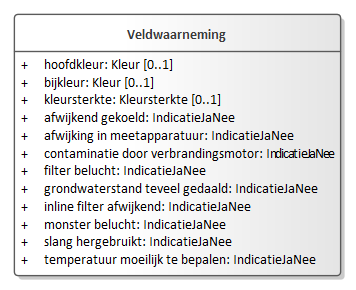 Veldwaarneming
+ hoofdkleur: Kleur [0..1]
+ bijkleur: Kleur [0..1]
+ kleursterkte: Kleursterkte [0..1]
+ afwijkend gekoeld: IndicatieJaNee
+ afwijking in meetapparatuur: IndicatieJaNee
+ contaminatie door verbrandingsmotor: IndicatieJaNee
+ filter belucht: IndicatieJaNee
+ grondwaterstand teveel gedaald: IndicatieJaNee
+ inline filter afwijkend: IndicatieJaNee
+ monster belucht: IndicatieJaNee
+ slang hergebruikt: IndicatieJaNee
+ temperatuur moeilijk te bepalen: IndicatieJaNee